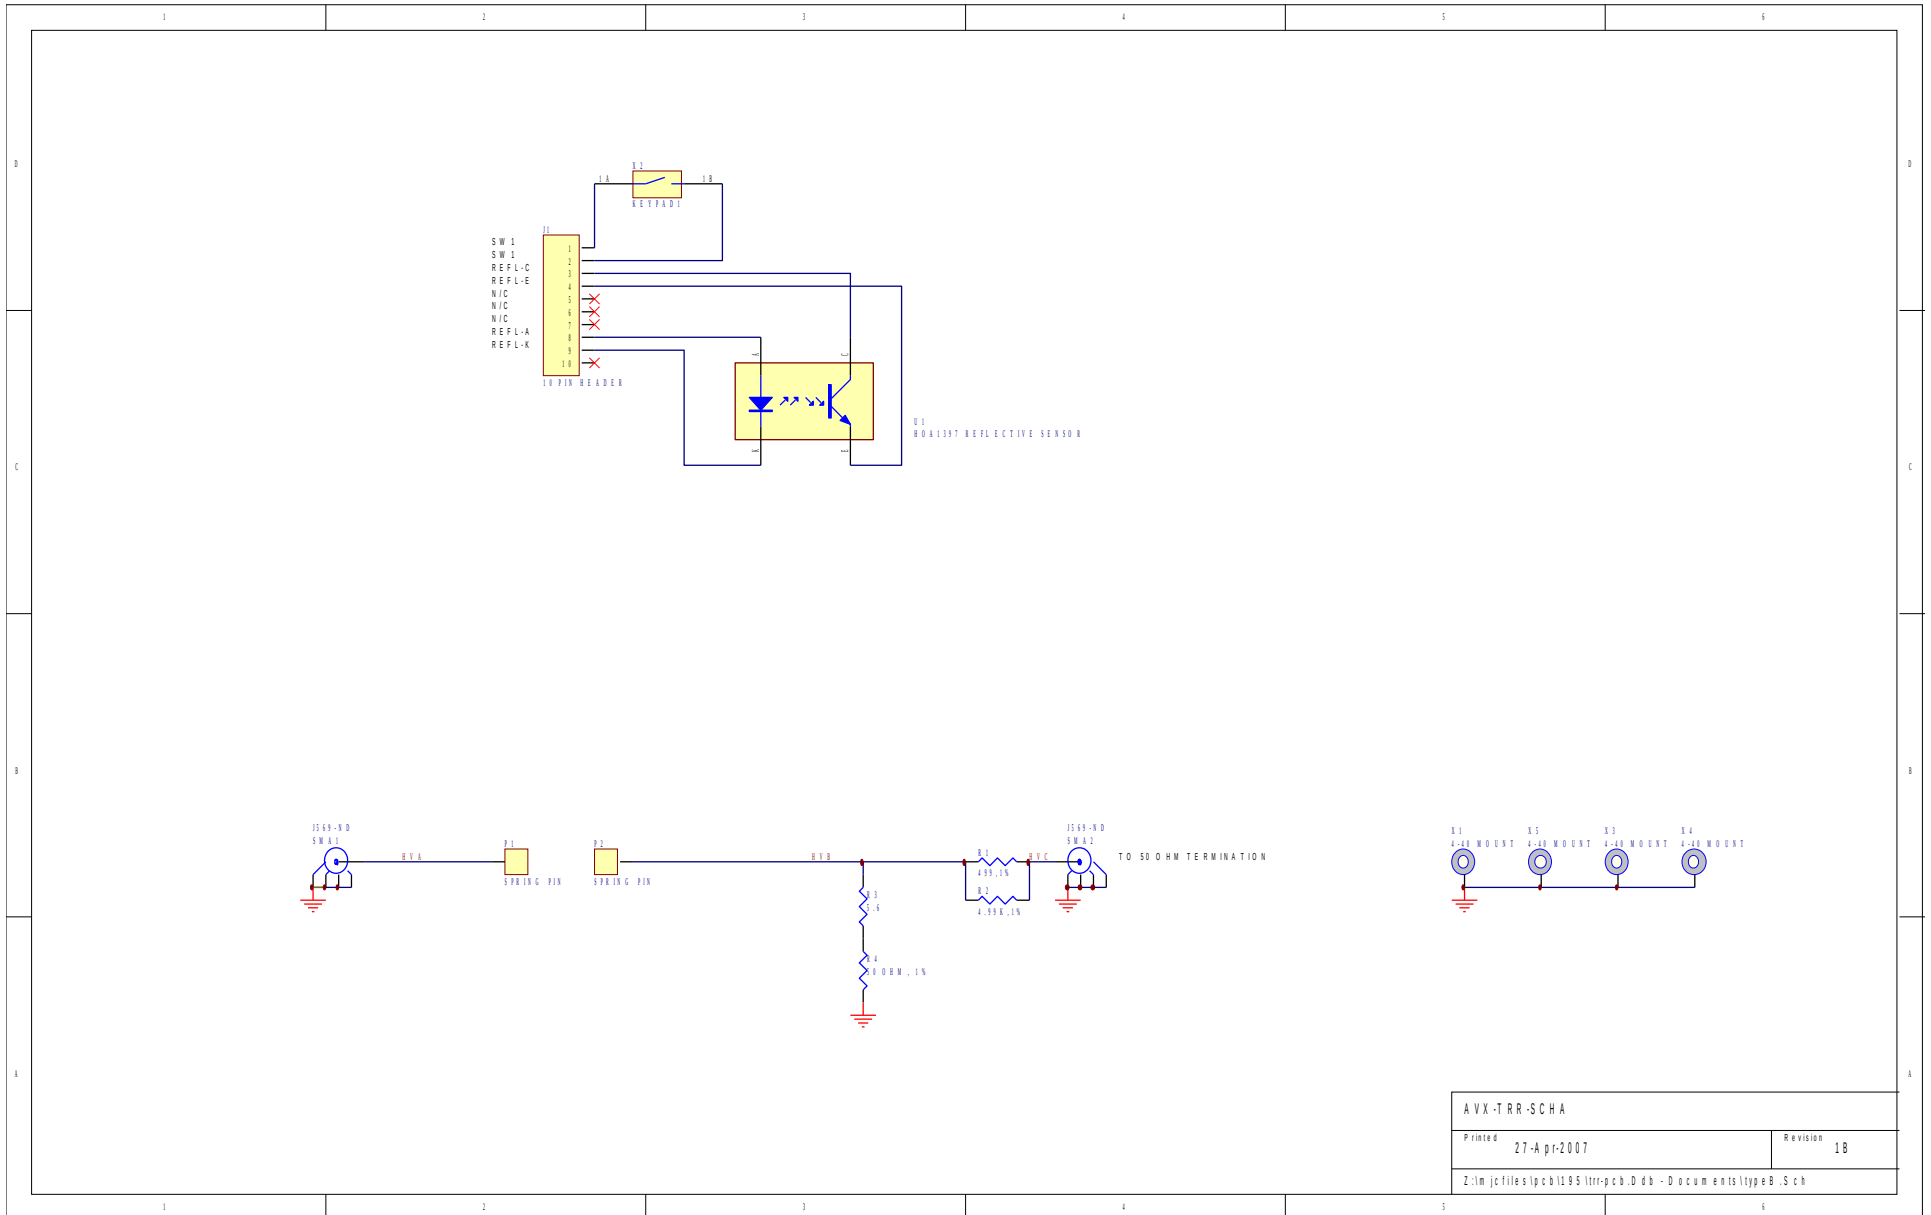 1 2 3 4 5 6
D D
X2
1A 1B
KEYPAD1
J1
SW1 1
SW1 2
REFL-C 3
REFL-E 4
N/C 5
N/C 6
N/C 7
REFL-A 8
REFL-K 9
10
10 PIN HEADER
A C
U1
HOA1397 REFLECTIVE SENSOR
K E
C C
B B
J569-ND
SMA1
HVA
P1
SPRING PIN
P2
SPRING PIN
HVB
R1
499,1%
R2
4.99K,1%
HVC
J569-ND
SMA2
TO 50 OHM TERMINATION
R3
5.6
R4
50 OHM, 1%
X1 X5 X3 X4
4-40 MOUNT 4-40 MOUNT 4-40 MOUNT 4-40 MOUNT
A A
AVX-TRR-SCHA
Printed 27-Apr-2007 Revision 1B
Z:\mjcfiles\pcb\195\trr-pcb.Ddb - Documents\typeB.Sch
1 2 3 4 5 6